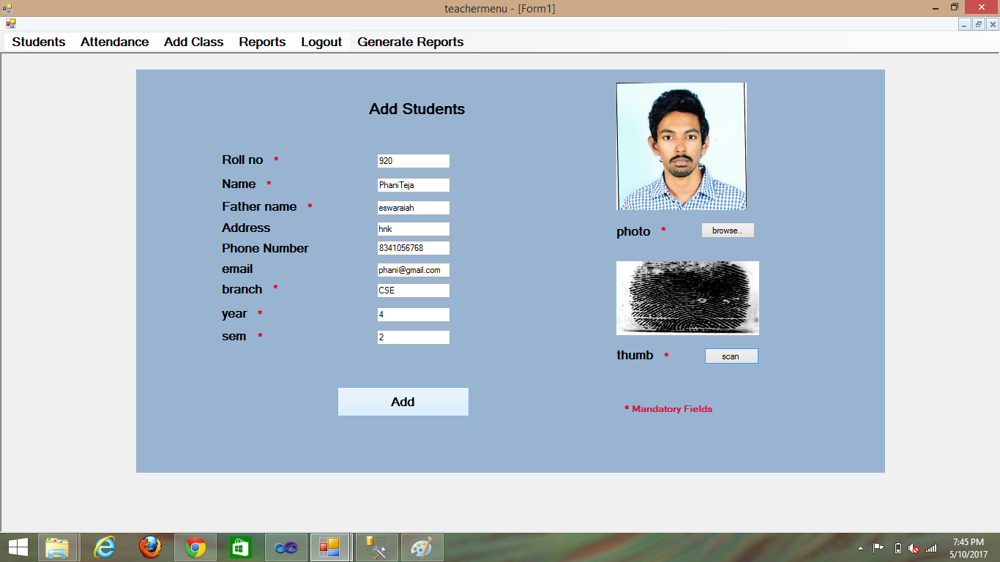 teachermenu - [Form1]
Students Attendance Add Class Reports Logout Generate Reports
Add Students
Roll no * 920
Name * PhaniTeja
Father name * eswaraiah
Address hnk
Phone Number 8341056768
email phani@gmail.com
branch * CSE
year * 4
sem * 2
Add
photo * browse..
thumb * scan
* Mandatory Fields
7:45 PM
5/10/2017